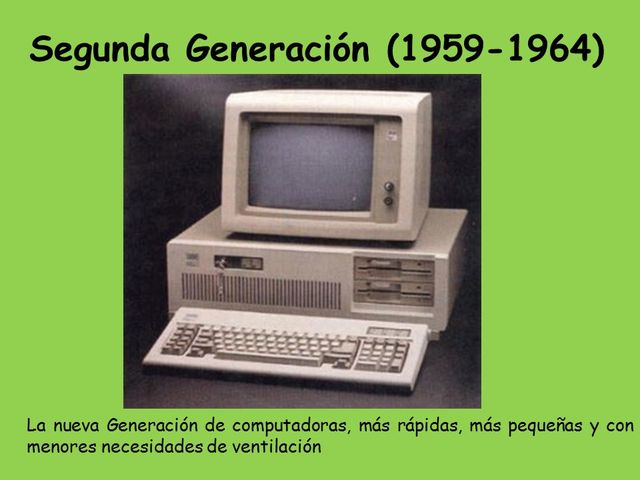 Segunda Generación (1959-1964)
La nueva Generación de computadoras, más rápidas, más pequeñas y con
menores necesidades de ventilación